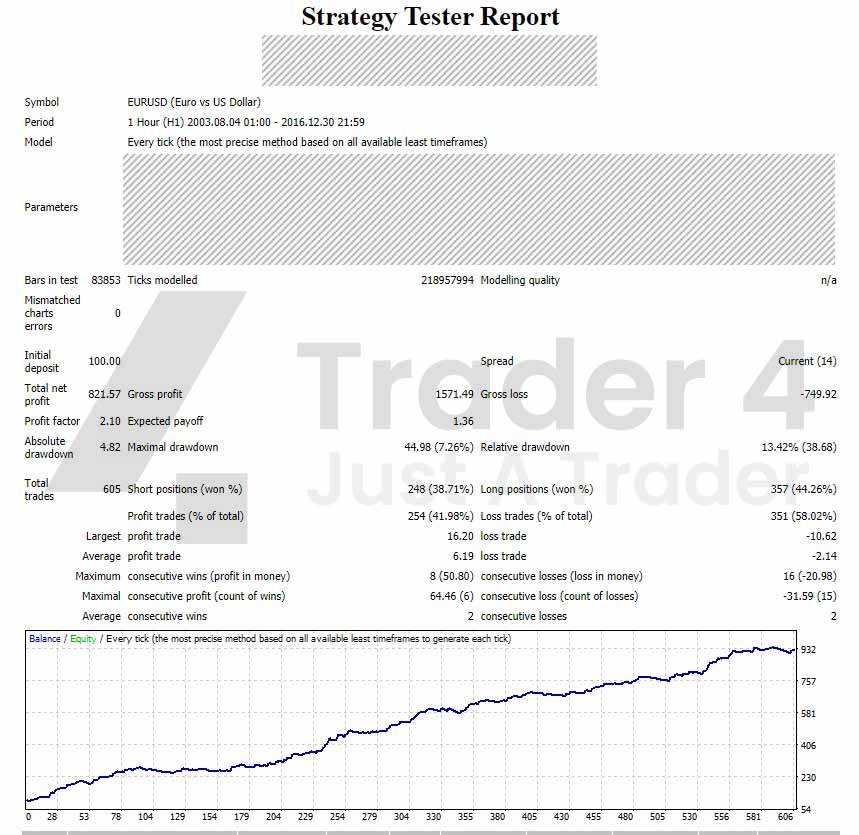 Strategy Tester Report
Symbol EURUSD (Euro vs US Dollar)
Period 1 Hour (H1) 2003.08.04 01:00 - 2016.12.30 21:59
Model Every tick (the most precise method based on all available least timeframes)
Parameters
Bars in test 83853 Ticks modelled 218957994 Modelling quality n/a
Mismatched
charts
errors 0
Initial
deposit 100.00 Spread Current (14)
Total net
profit 821.57 Gross profit 1571.49 Gross loss -749.92
Profit factor 2.10 Expected payoff 1.36
Absolute
drawdown 4.82 Maximal drawdown 44.98 (7.26%) Relative drawdown 13.42% (38.68)
Total
trades 605 Short positions (won %) 248 (38.71%) Long positions (won %) 357 (44.26%)
Profit trades (% of total) 254 (41.98%) Loss trades (% of total) 351 (58.02%)
Largest profit trade 16.20 loss trade -10.62
Average profit trade 6.19 loss trade -2.14
Maximum consecutive wins (profit in money) 8 (50.80) consecutive losses (loss in money) 16 (-20.98)
Maximal consecutive profit (count of wins) 64.46 (6) consecutive loss (count of losses) -31.59 (15)
Average consecutive wins 2 consecutive losses 2
Trader 4
Just A Trader
Balance / Equity / Every tick (the most precise method based on all available least timeframes to generate each tick)
932
757
581
406
230
54
0 28 53 78 104 129 154 179 204 229 254 279 304 330 355 380 405 430 455 480 505 530 556 581 606